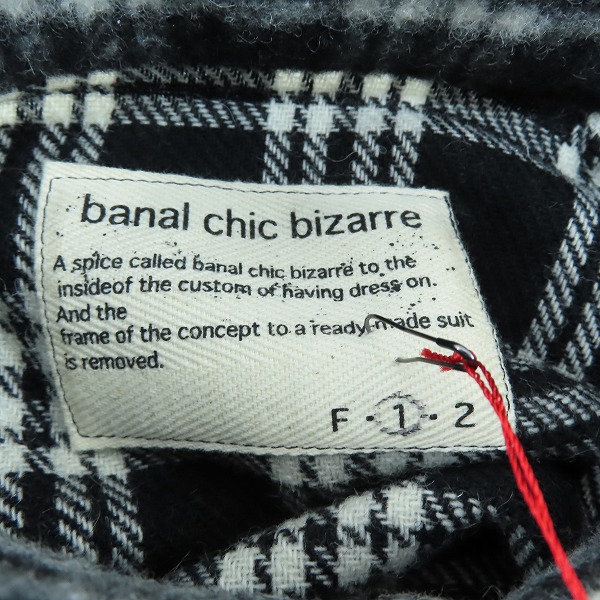 banal chic bizarre
A spice called banal chic bizarre to the
insideof the custom of having dress on.
And the
frame of the concept to a ready-made suit
is removed.
F · 1 · 2